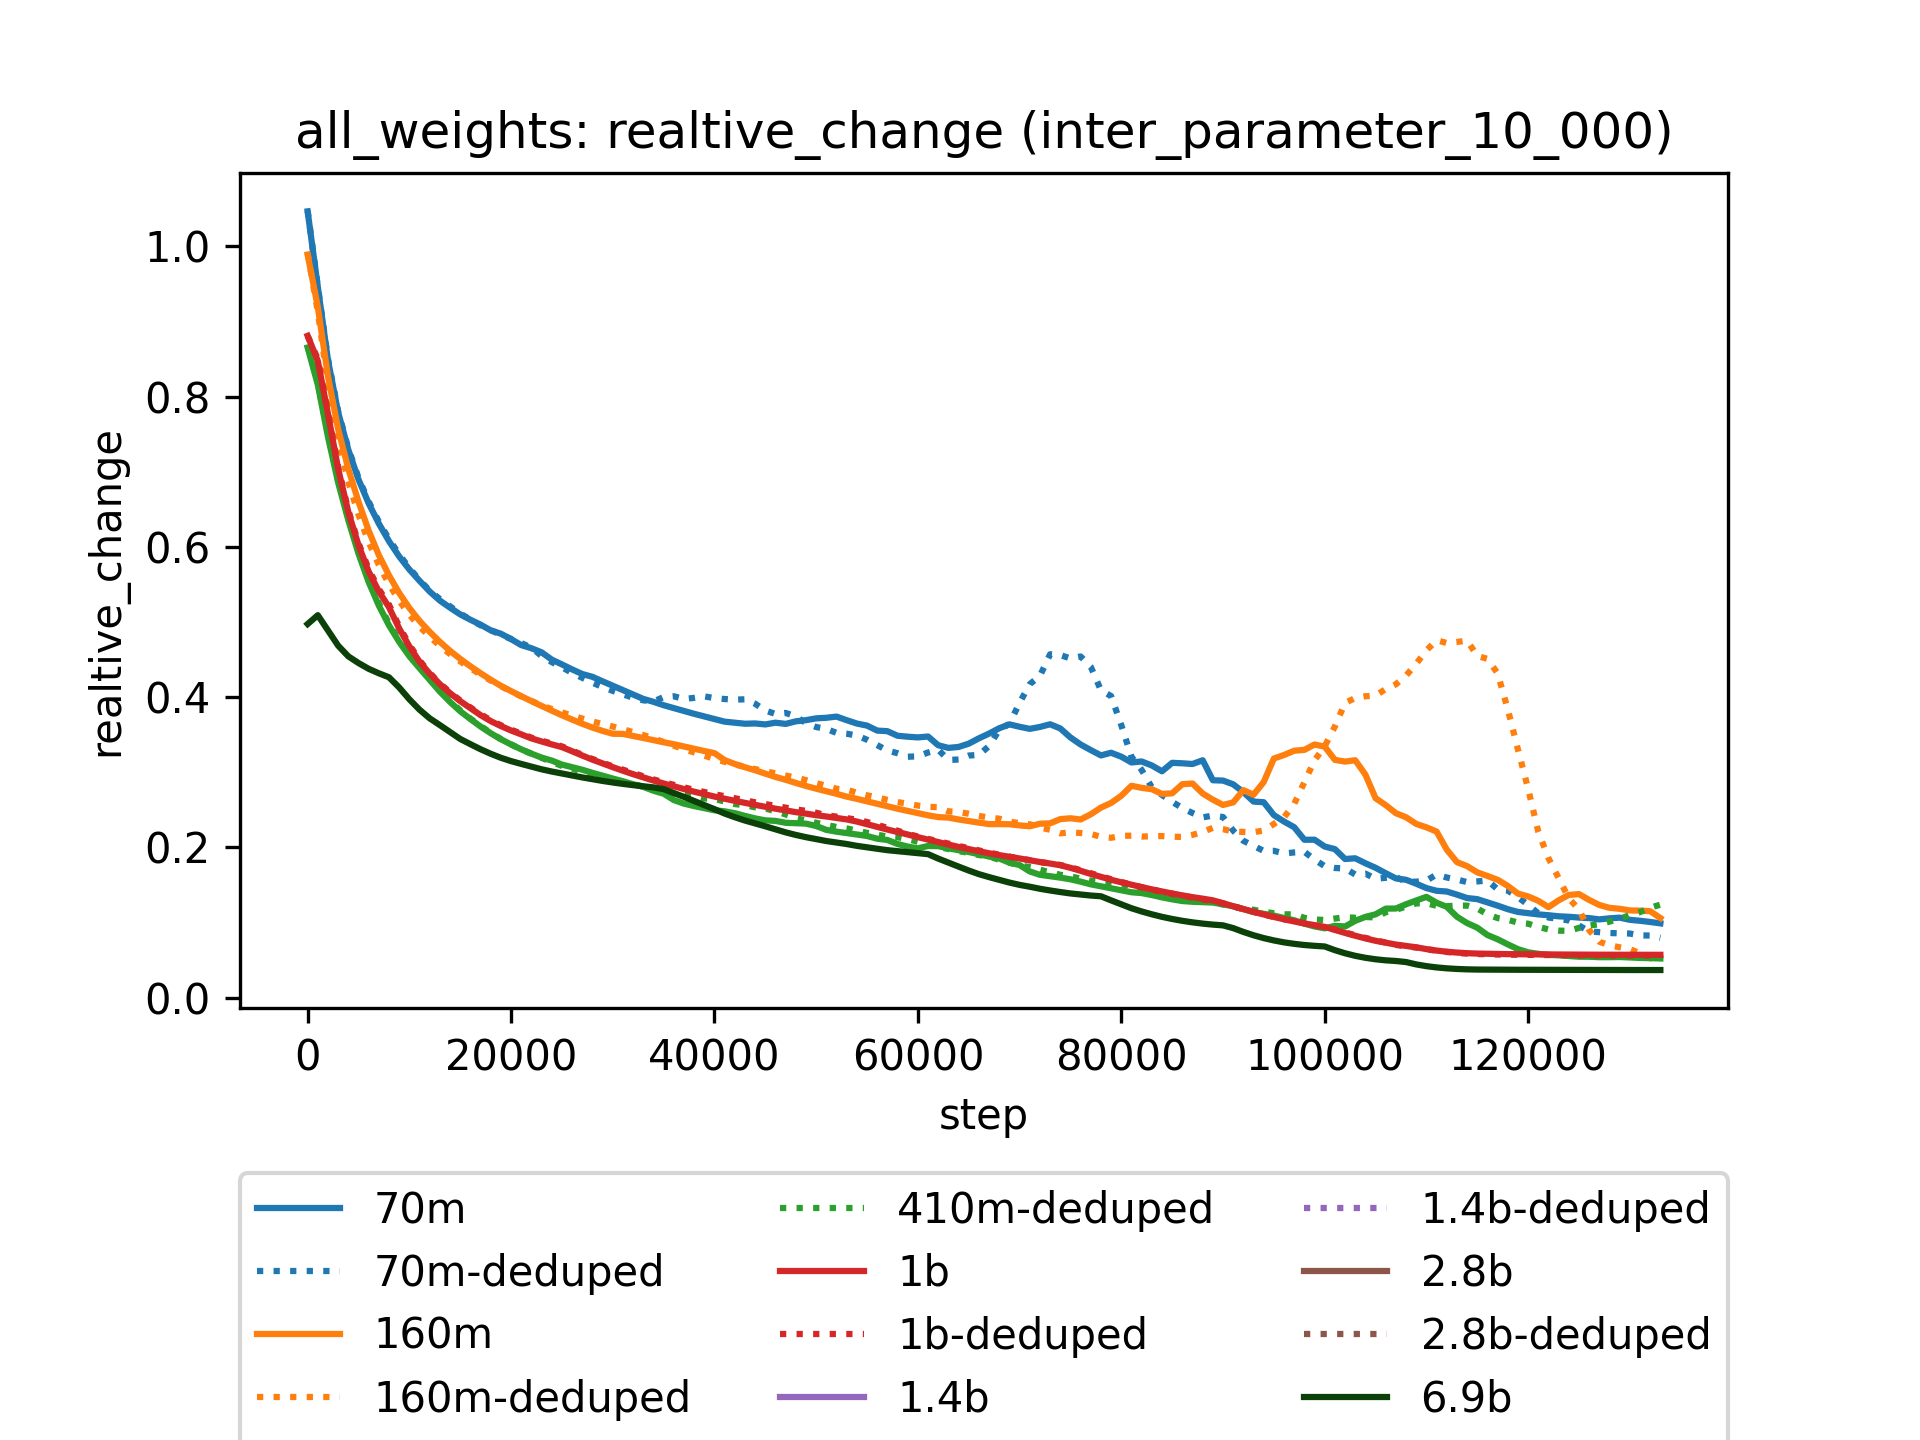 all_weights: realtive_change (inter_parameter_10_000)
realtive_change
1.0
0.8
0.6
0.4
0.2
0.0
0 20000 40000 60000 80000 100000 120000
step
70m 410m-deduped 1.4b-deduped
70m-deduped 1b 2.8b
160m 1b-deduped 2.8b-deduped
160m-deduped 1.4b 6.9b